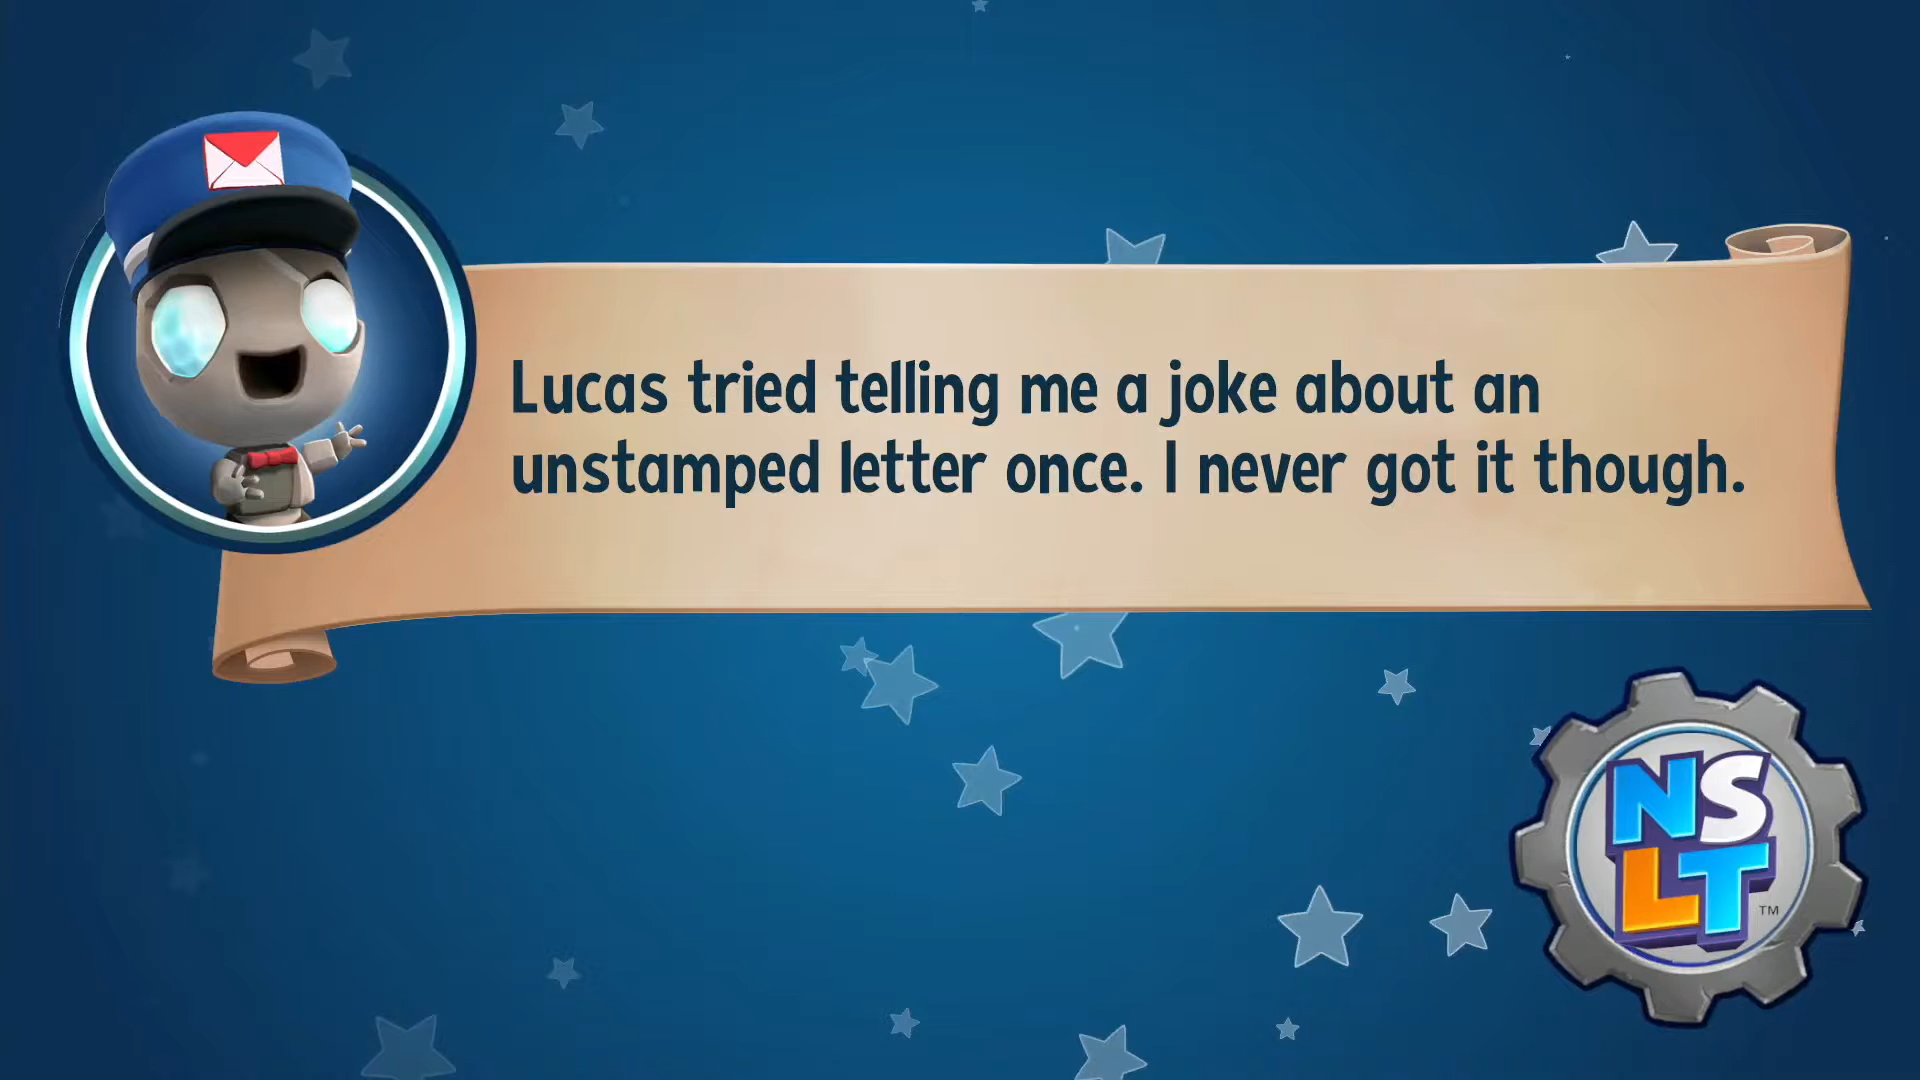 Lucas tried telling me a joke about an
unstamped letter once. I never got it though.
NS
LT
TM